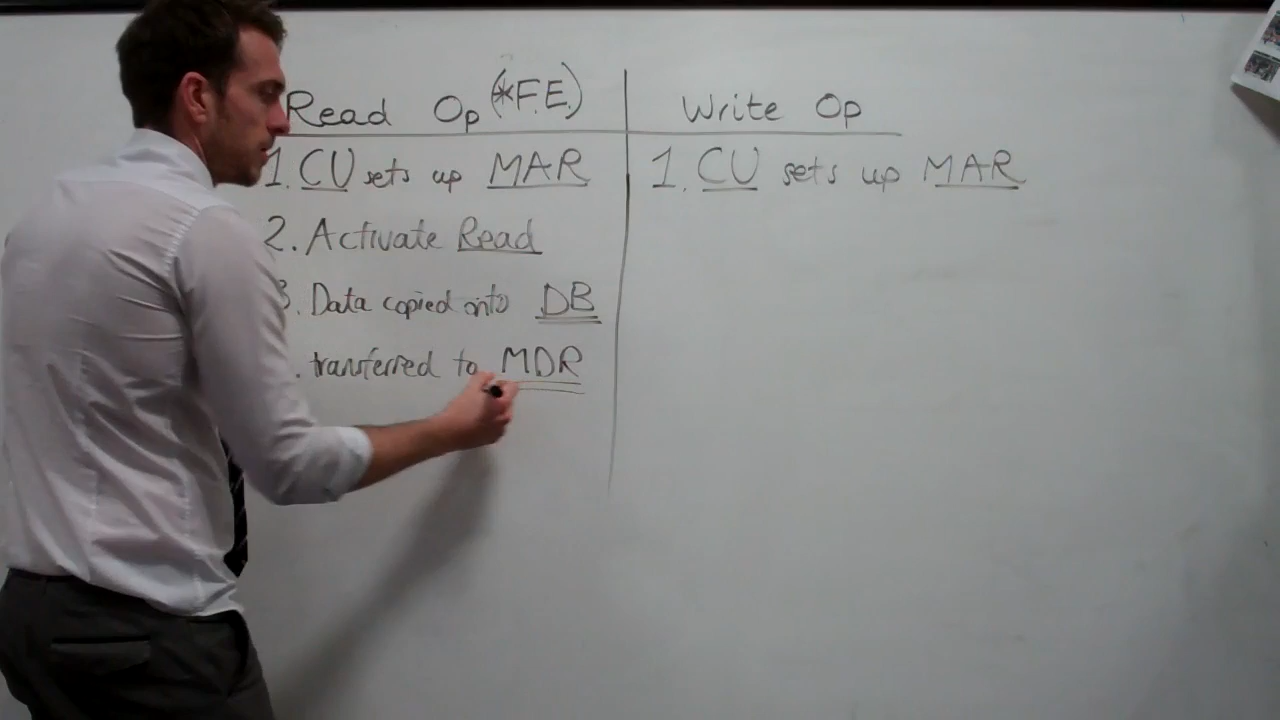 Read Op (*F.E.)
1. CU sets up MAR
2. Activate Read
3. Data copied onto DB
. transferred to MDR
Write Op
1. CU sets up MAR